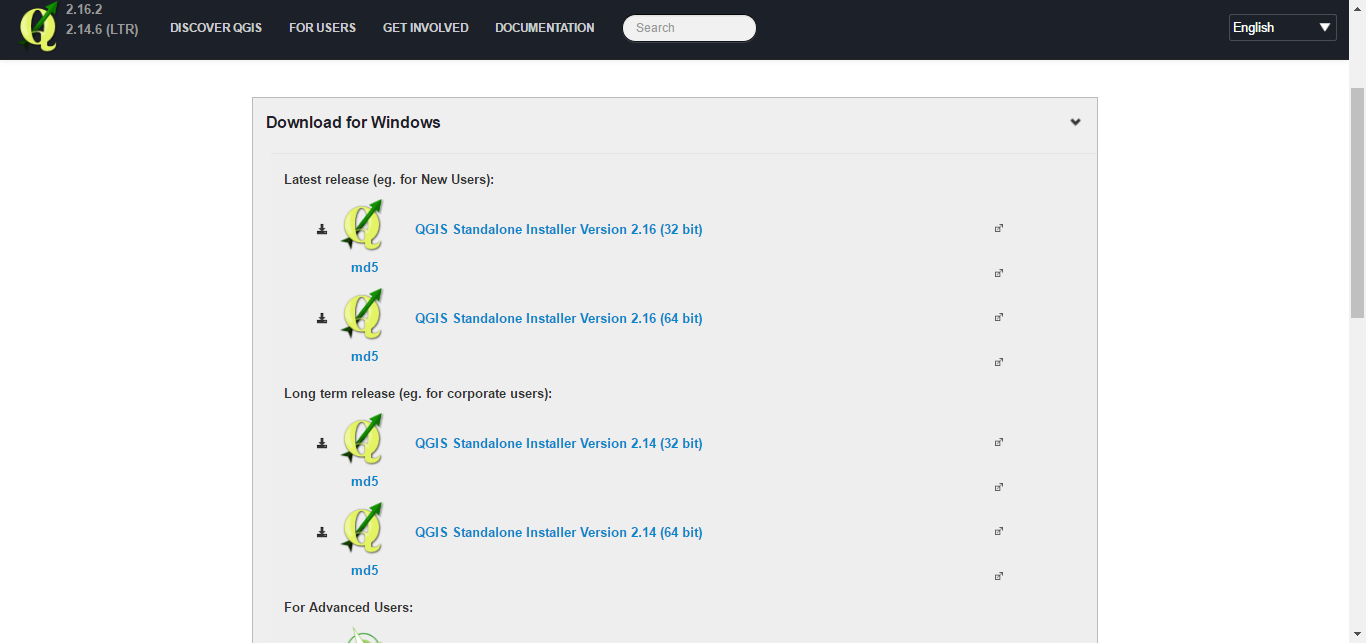 2.16.2
2.14.6 (LTR)
DISCOVER QGIS
FOR USERS
GET INVOLVED
DOCUMENTATION
Search
English
Download for Windows
Latest release (eg. for New Users):
QGIS Standalone Installer Version 2.16 (32 bit)
md5
QGIS Standalone Installer Version 2.16 (64 bit)
md5
Long term release (eg. for corporate users):
QGIS Standalone Installer Version 2.14 (32 bit)
md5
QGIS Standalone Installer Version 2.14 (64 bit)
md5
For Advanced Users: